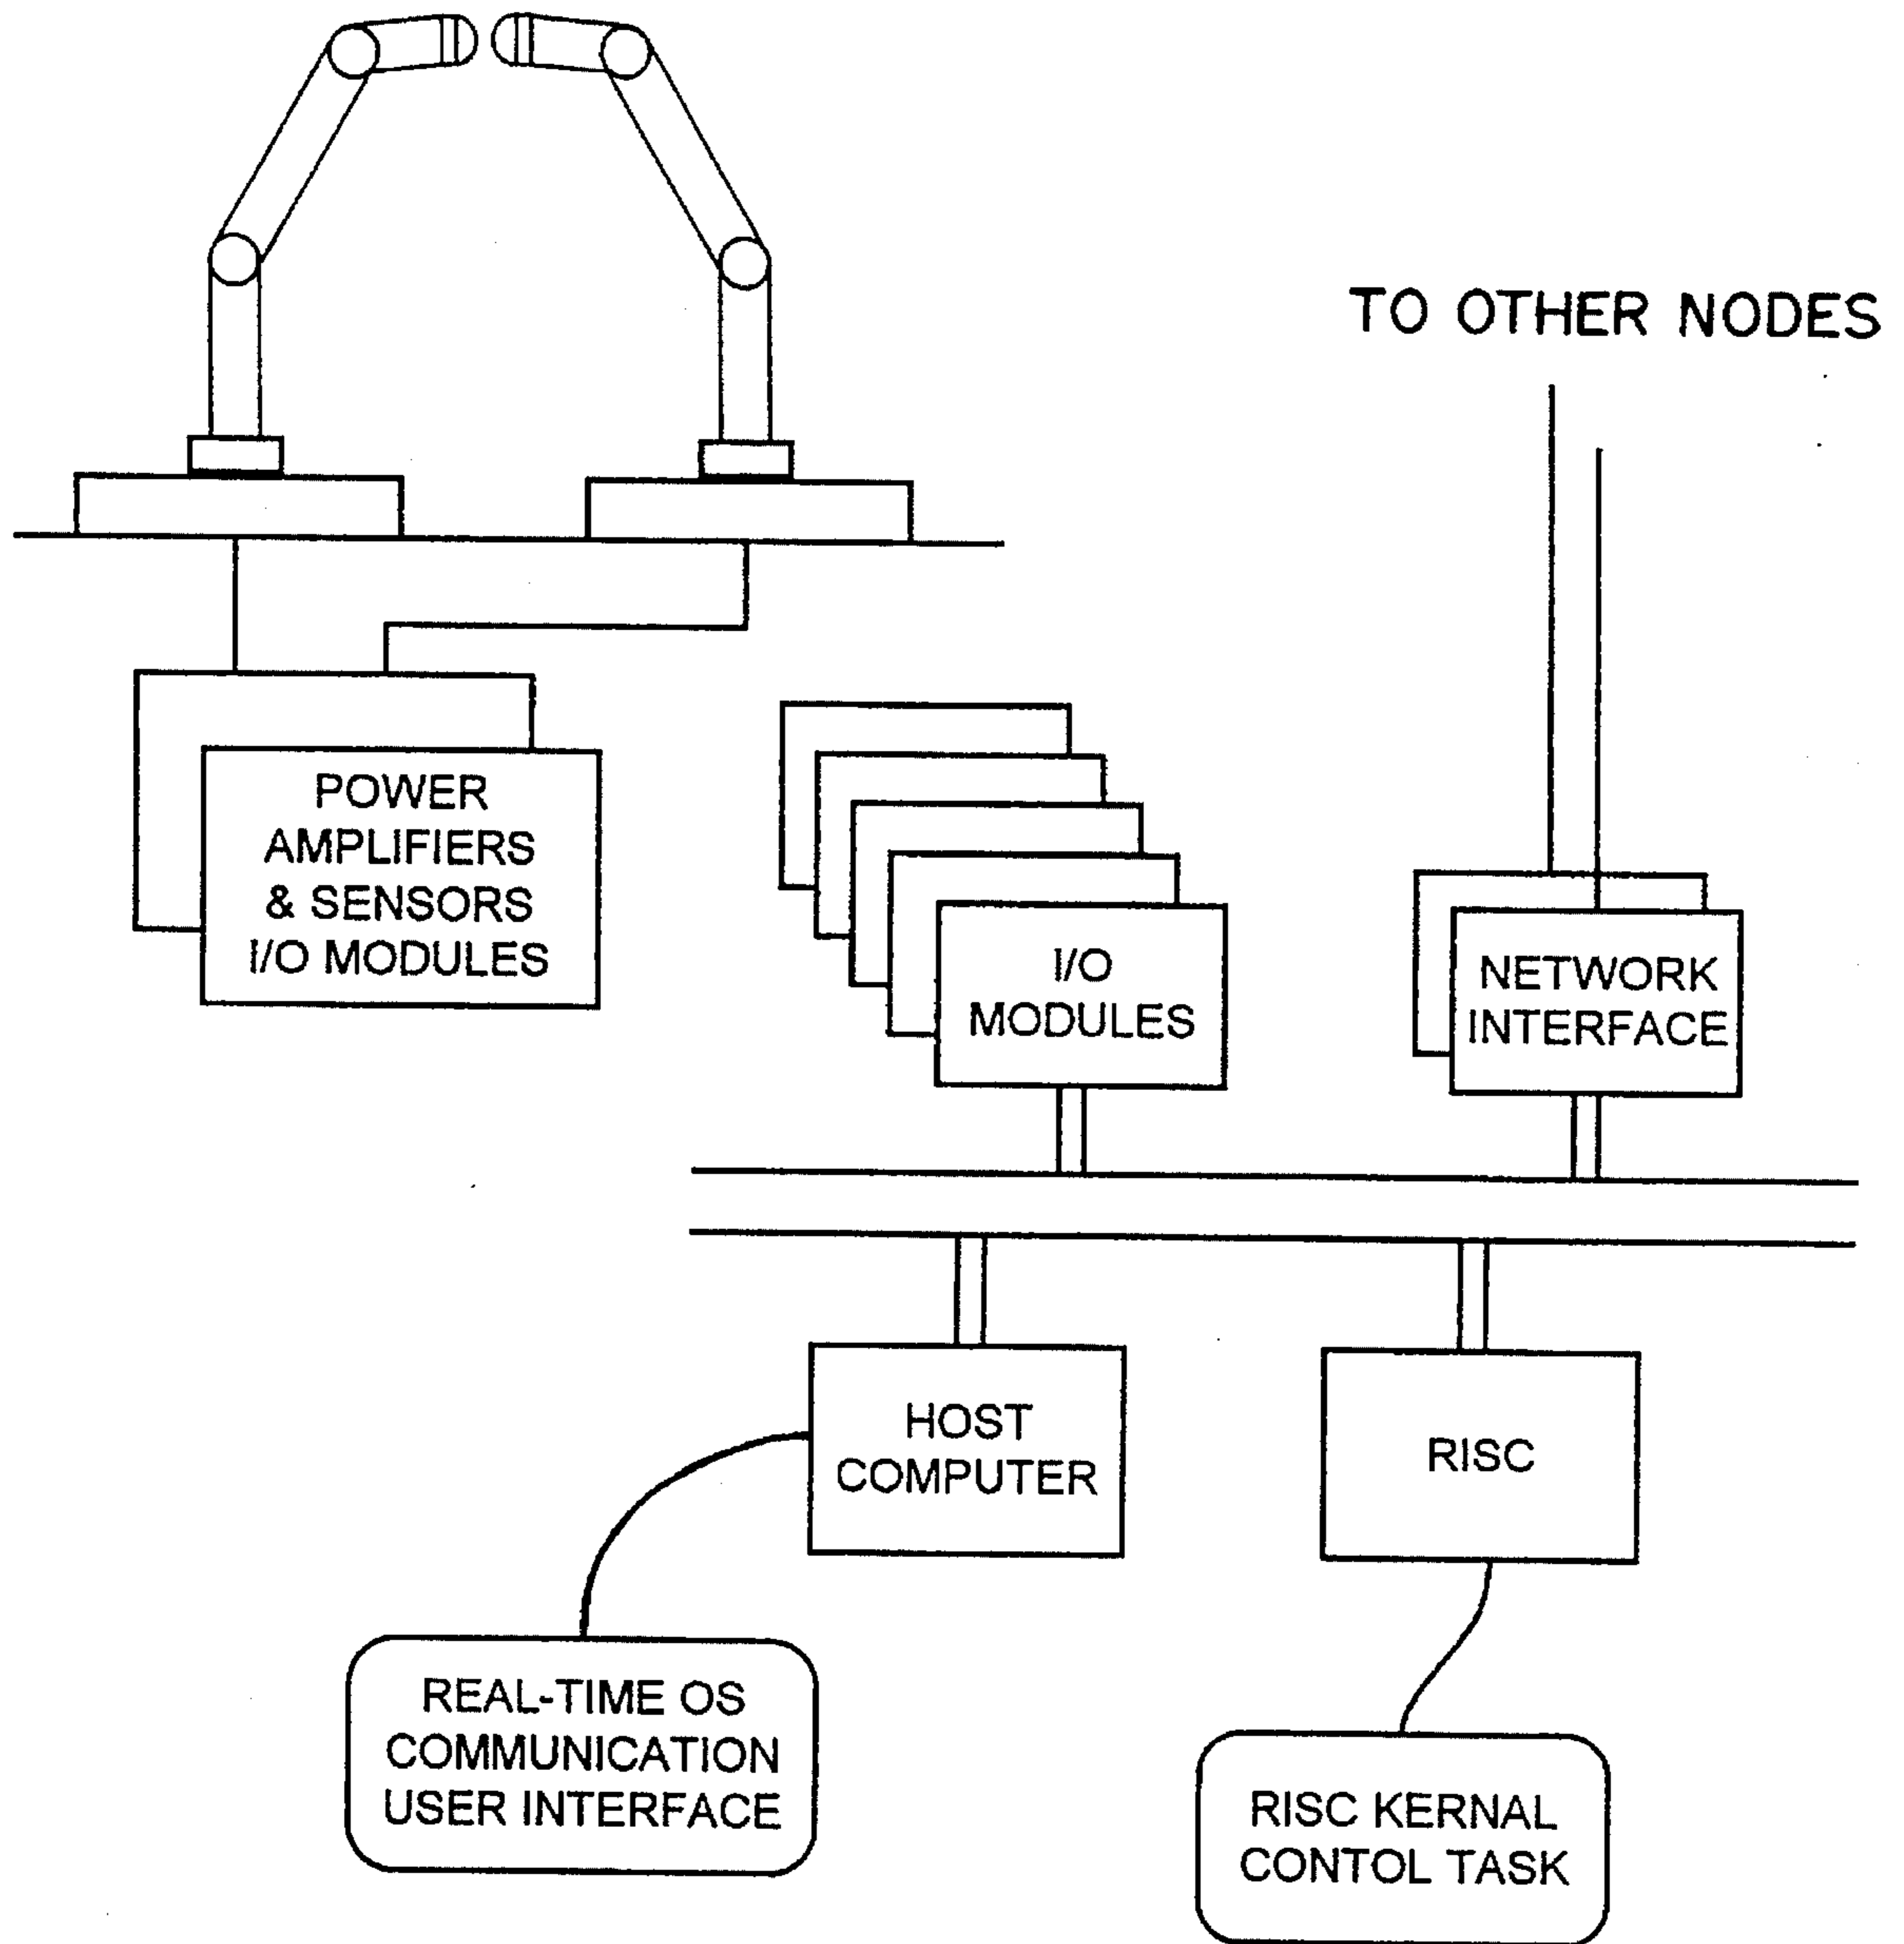 TO OTHER NODES
POWER
AMPLIFIERS
& SENSORS
I/O MODULES
I/O
MODULES
NETWORK
INTERFACE
HOST
COMPUTER
RISC
REAL-TIME OS
COMMUNICATION
USER INTERFACE
RISC KERNAL
CONTOL TASK